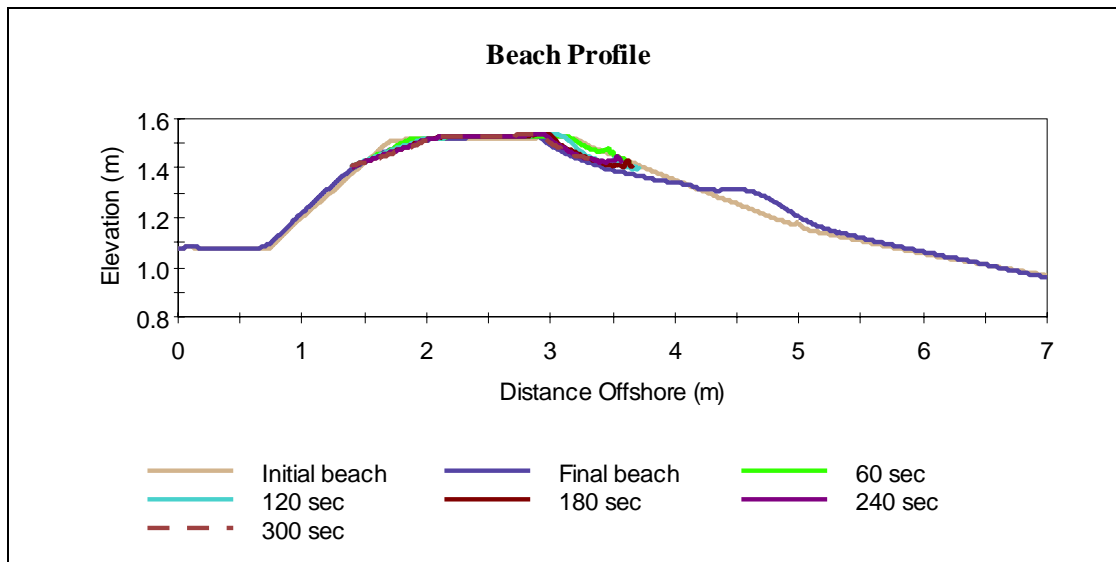 Beach Profile
1.6
1.4
1.2
1.0
0.8
Elevation (m)
0 1 2 3 4 5 6 7
Distance Offshore (m)
Initial beach Final beach 60 sec
120 sec 180 sec 240 sec
300 sec